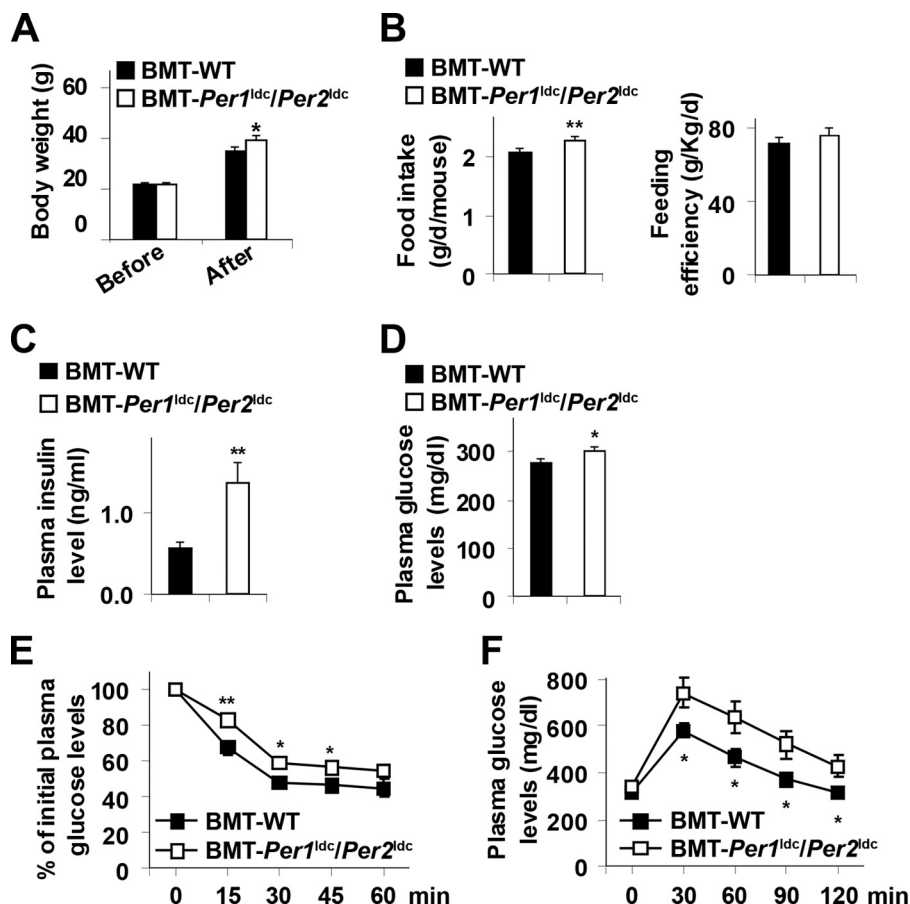 A
BMT-WT
BMT-Per1ldc/Per2ldc
Body weight (g)
60
40
20
0
*
Before
After
B
BMT-WT
BMT-Per1ldc/Per2ldc
Food intake
(g/d/mouse)
2
1
0
**
Feeding
efficiency (g/Kg/d)
80
40
0
C
BMT-WT
BMT-Per1ldc/Per2ldc
Plasma insulin
level (ng/ml)
1.0
0.0
**
D
BMT-WT
BMT-Per1ldc/Per2ldc
Plasma glucose
levels (mg/dl)
300
200
100
0
*
E
% of initial plasma
glucose levels
100
80
60
40
20
0
**
*
*
BMT-WT
BMT-Per1ldc/Per2ldc
0 15 30 45 60 min
F
Plasma glucose
levels (mg/dl)
800
600
400
200
0
*
*
*
*
BMT-WT
BMT-Per1ldc/Per2ldc
0 30 60 90 120 min